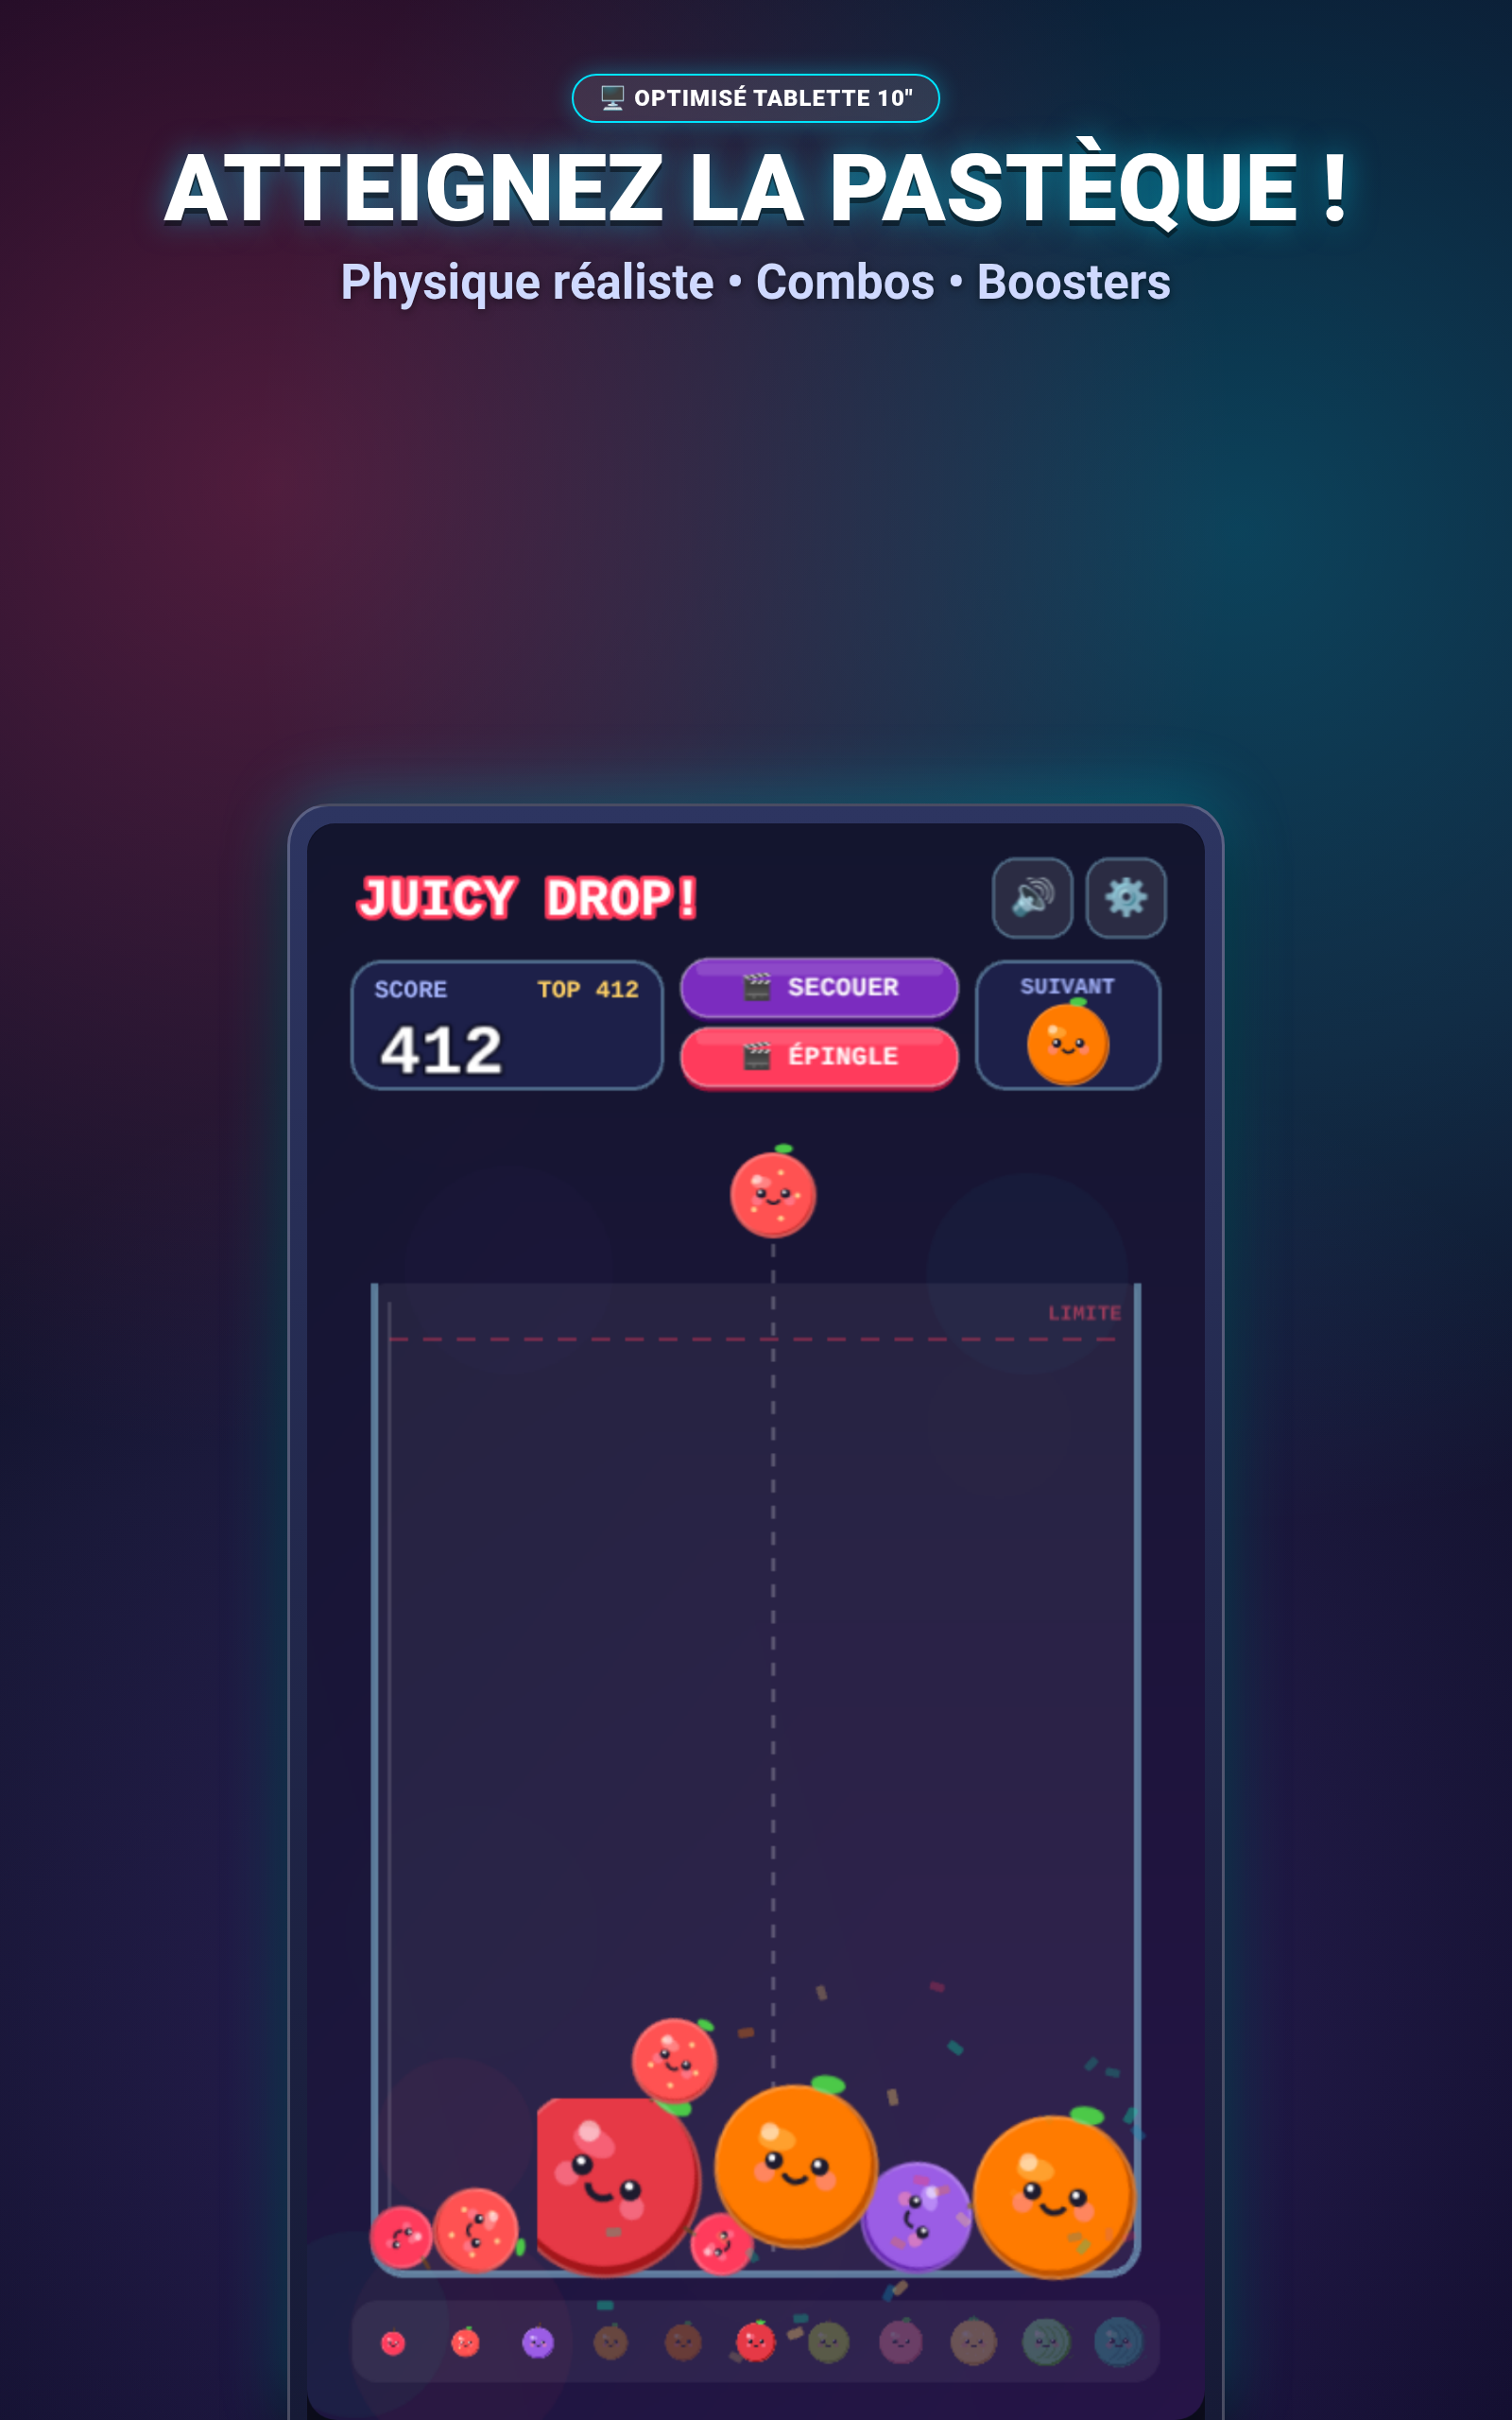 🖥️ OPTIMISÉ TABLETTE 10"
ATTEIGNEZ LA PASTÈQUE !
Physique réaliste • Combos • Boosters
JUICY DROP!
SCORE TOP 412
412
🎬 SECOUER
🎬 ÉPINGLE
SUIVANT
LIMITE